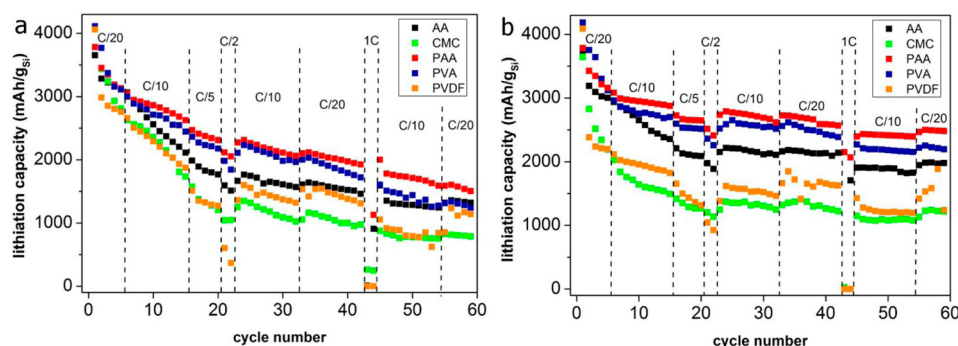 a
C/20
C/10
C/5
C/2
C/10
C/20
1C
C/10
C/20
AA
CMC
PAA
PVA
PVDF
lithiation capacity (mAh/gSi)
4000
3000
2000
1000
0
0 10 20 30 40 50 60
cycle number
b
C/20
C/10
C/5
C/2
C/10
C/20
1C
C/10
C/20
AA
CMC
PAA
PVA
PVDF
lithiation capacity (mAh/gSi)
4000
3000
2000
1000
0
0 10 20 30 40 50 60
cycle number